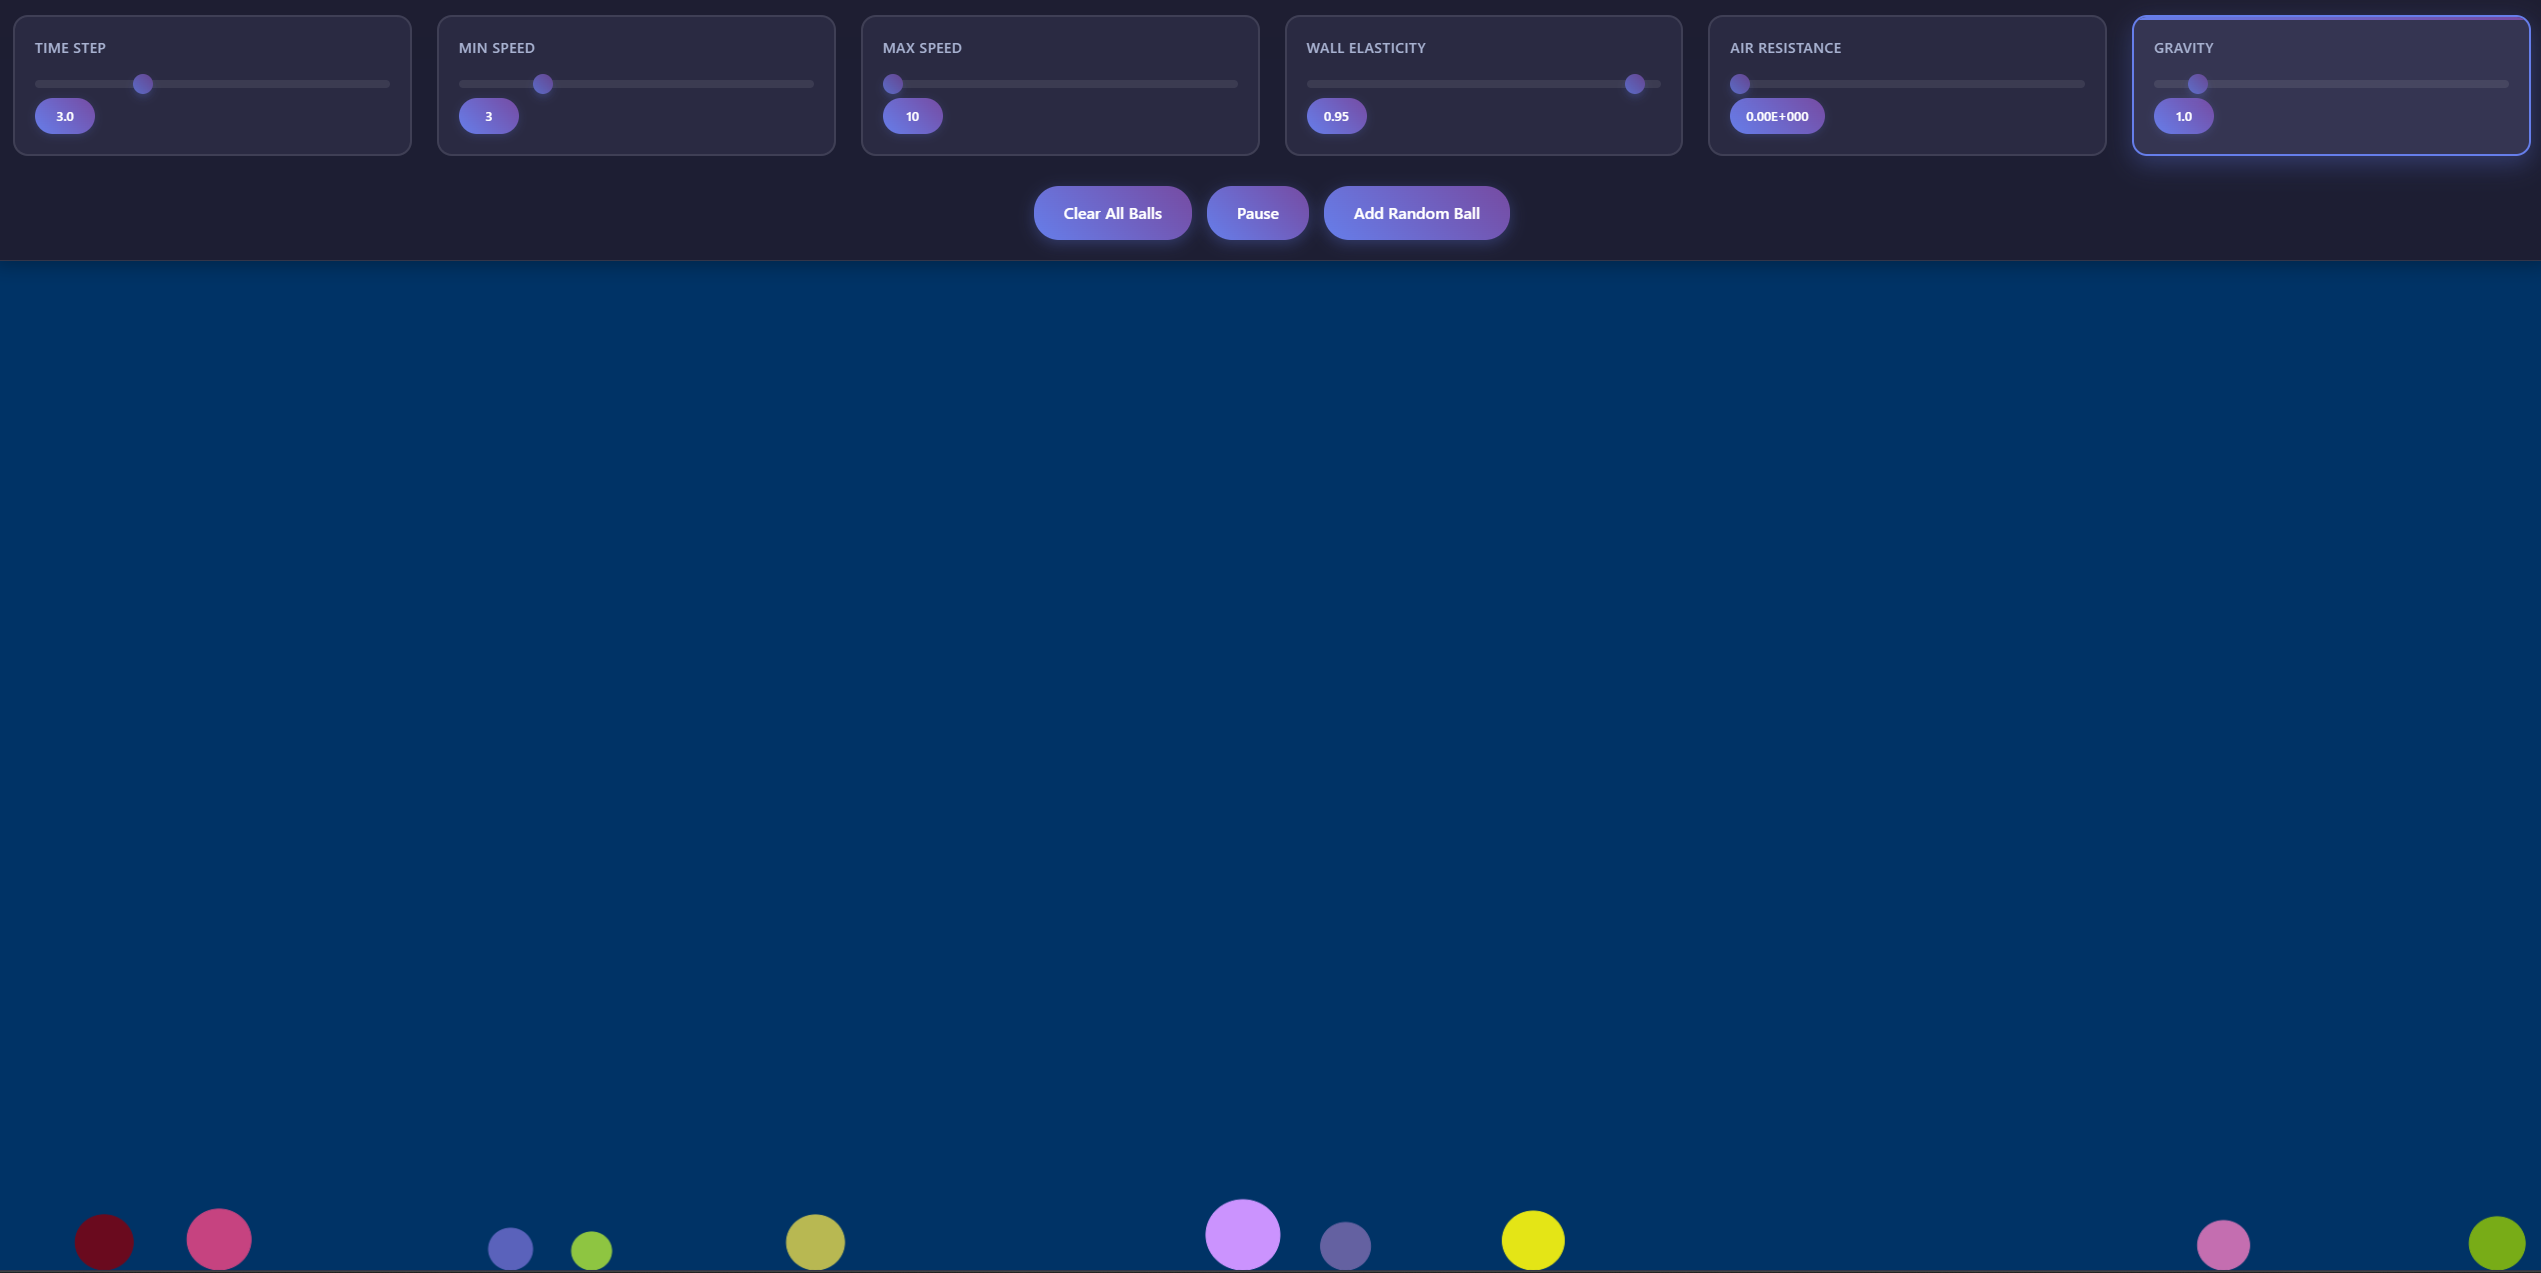 TIME STEP
3.0
MIN SPEED
3
MAX SPEED
10
WALL ELASTICITY
0.95
AIR RESISTANCE
0.00E+000
GRAVITY
1.0
Clear All Balls
Pause
Add Random Ball